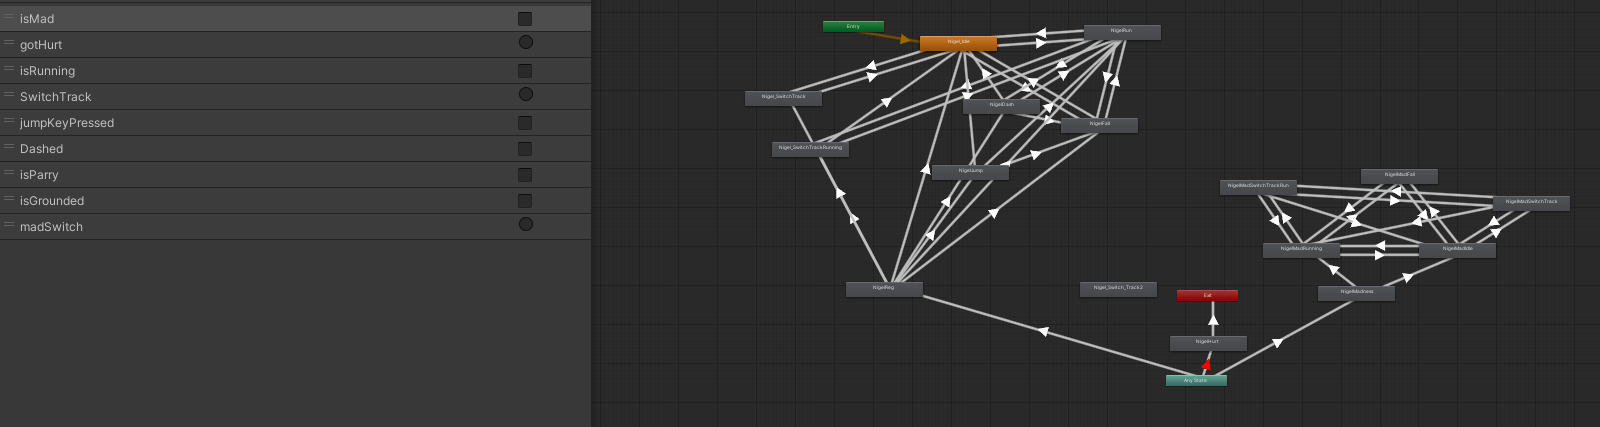 isMad
gotHurt
isRunning
SwitchTrack
jumpKeyPressed
Dashed
isParry
isGrounded
madSwitch
Entry
Nigel_Idle
NigelRun
Nigel_SwitchTrack
NigelDash
NigelFall
Nigel_SwitchTrackRunning
NigelJump
NigelMadFall
NigelMadSwitchTrackRun
NigelMadSwitchTrack
NigelMadRunning
NigelMadIdle
NigelReg
Nigel_Switch_Track2
Exit
NigelMadness
NigelHurt
Any State